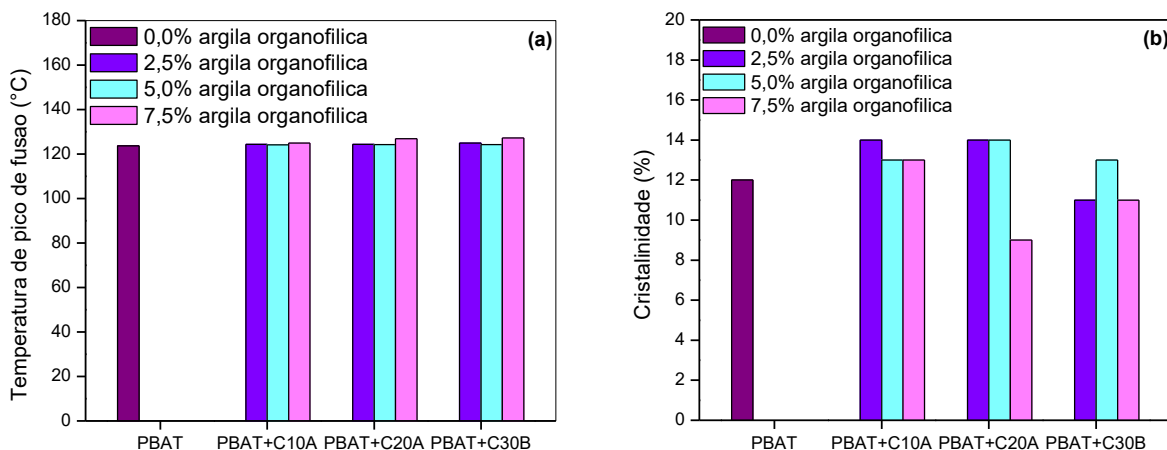 180
160
140
120
100
80
60
40
20
0
Temperatura de pico de fusao (°C)
0,0% argila organofilica
2,5% argila organofilica
5,0% argila organofilica
7,5% argila organofilica
(a)
PBAT PBAT+C10A PBAT+C20A PBAT+C30B
20
18
16
14
12
10
8
6
4
2
0
Cristalinidade (%)
0,0% argila organofilica
2,5% argila organofilica
5,0% argila organofilica
7,5% argila organofilica
(b)
PBAT PBAT+C10A PBAT+C20A PBAT+C30B